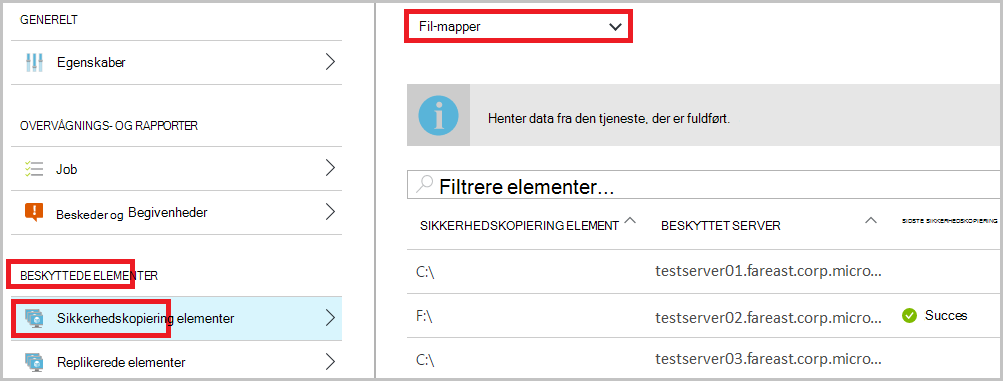 GENERELT
Egenskaber
OVERVÅGNINGS- OG RAPPORTER
Job
Beskeder og Begivenheder
BESKYTTEDE ELEMENTER
Sikkerhedskopiering elementer
Replikerede elementer
Fil-mapper
Henter data fra den tjeneste, der er fuldført.
Filtrere elementer...
SIKKERHEDSKOPIERING ELEMENT BESKYTTET SERVER SIDSTE SIKKERHEDSKOPIERING
C:\ testserver01.fareast.corp.micro...
F:\ testserver02.fareast.corp.micro... Succes
C:\ testserver03.fareast.corp.micro...